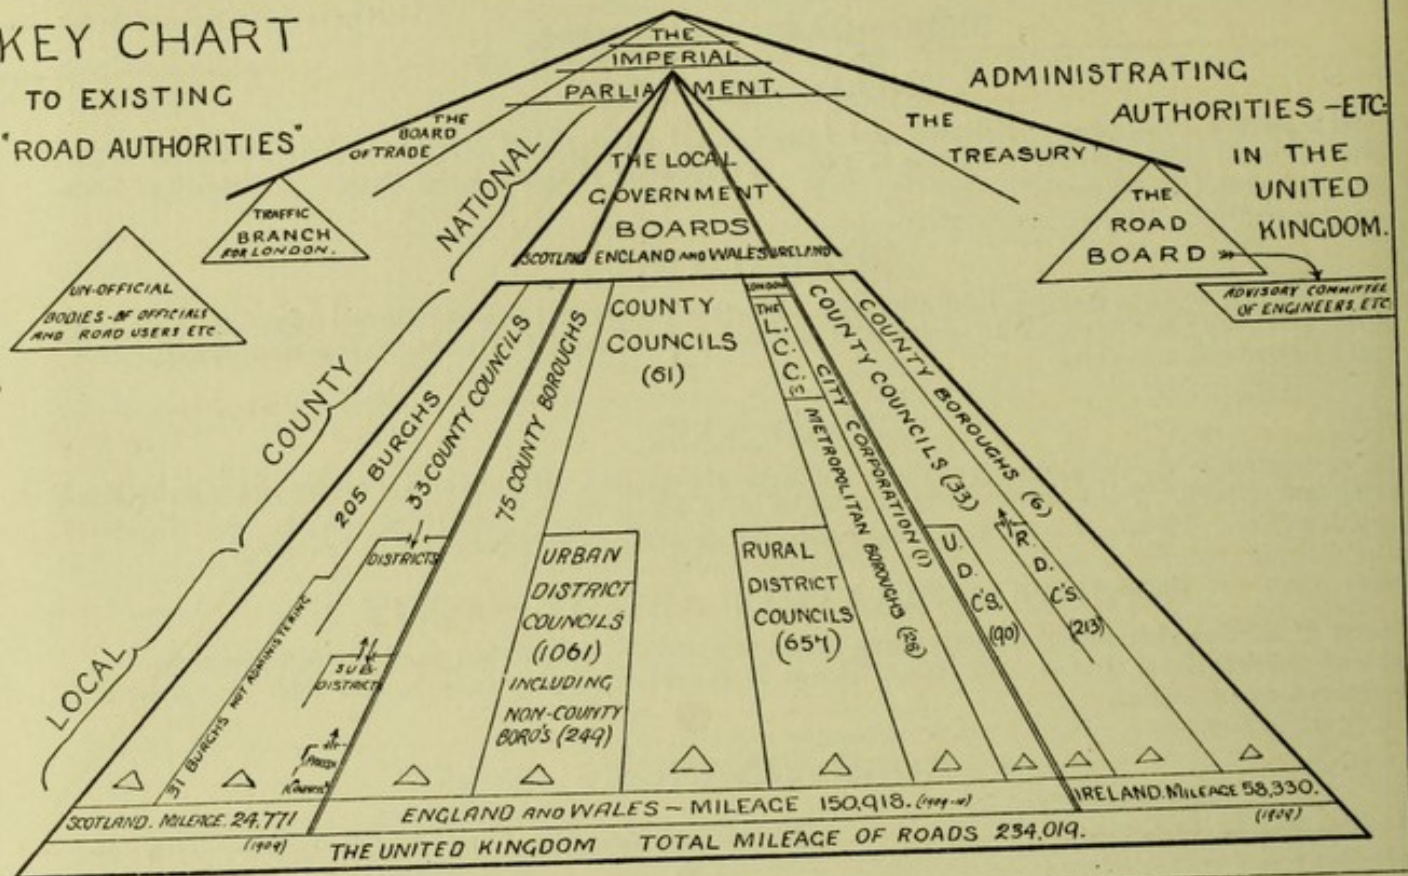 KEY CHART
TO EXISTING
"ROAD AUTHORITIES"
ADMINISTRATING
AUTHORITIES - ETC.
IN THE
UNITED
KINGDOM.
THE
IMPERIAL
PARLIAMENT.
THE
BOARD
OF TRADE
THE
TREASURY
TRAFFIC
BRANCH
FOR LONDON.
UN-OFFICIAL
BODIES - OF OFFICIALS
AND ROAD USERS ETC
THE
ROAD
BOARD
ADVISORY COMMITTEE
OF ENGINEERS. ETC
NATIONAL
THE LOCAL
GOVERNMENT
BOARDS
SCOTLAND ENGLAND AND WALES IRELAND
COUNTY
LOCAL
205 BURGHS
33 COUNTY COUNCILS
75 COUNTY BOROUGHS
COUNTY
COUNCILS
(61)
LONDON
THE
L.C.C.'S
CITY CORPORATION (1)
METROPOLITAN BOROUGHS (28)
COUNTY COUNCILS (33)
COUNTY BOROUGHS (6)
DISTRICTS
SUB
DISTRICTS
PARISH
COUNCILS
31 BURGHS NOT ADMINISTERING
URBAN
DISTRICT
COUNCILS
(1061)
INCLUDING
NON-COUNTY
BORO'S (249)
RURAL
DISTRICT
COUNCILS
(657)
U.
D.
C'S.
(90)
R.
D.
C'S.
(213)
SCOTLAND. MILEAGE. 24,771
(1909)
ENGLAND AND WALES - MILEAGE 150,918. (1909-10)
IRELAND. MILEAGE 58,330.
(1909)
THE UNITED KINGDOM TOTAL MILEAGE OF ROADS 234,019.